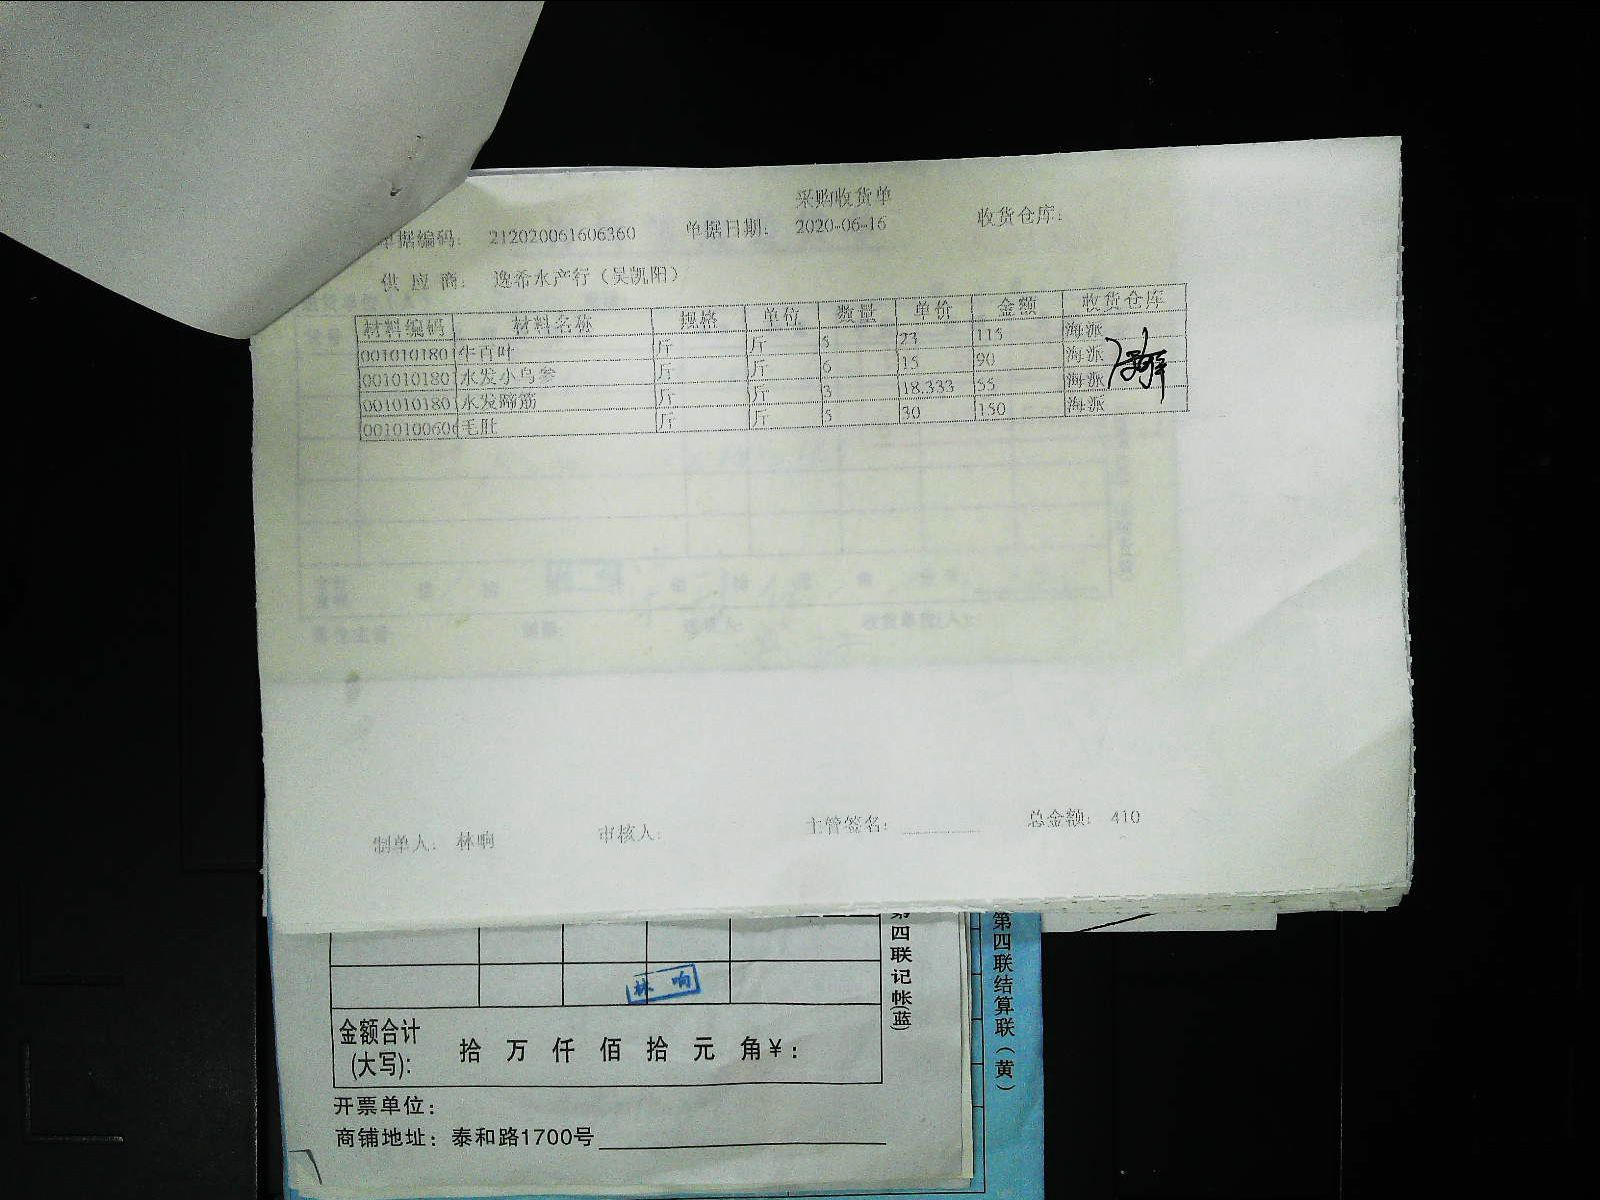 采购收货单
单据编码： 212020061606360 单据日期： 2020-06-16 收货仓库：
供 应 商： 逸希水产行（吴凯阳）
材料编码 材料名称 规格 单位 数量 单价 金额 收货仓库
001010180 牛百叶 斤 斤 5 23 115 海派
001010180 水发小乌参 斤 斤 6 15 90 海派
001010180 水发蹄筋 斤 斤 3 18.333 55 海派
001010060 毛肚 斤 斤 5 30 150 海派
制单人： 林响 审核人： 主管签名： 总金额： 410
第四联记帐(蓝)
第四联结算联（黄）
林 响
金额合计
(大写)： 拾 万 仟 佰 拾 元 角¥：
开票单位：
商铺地址：泰和路1700号